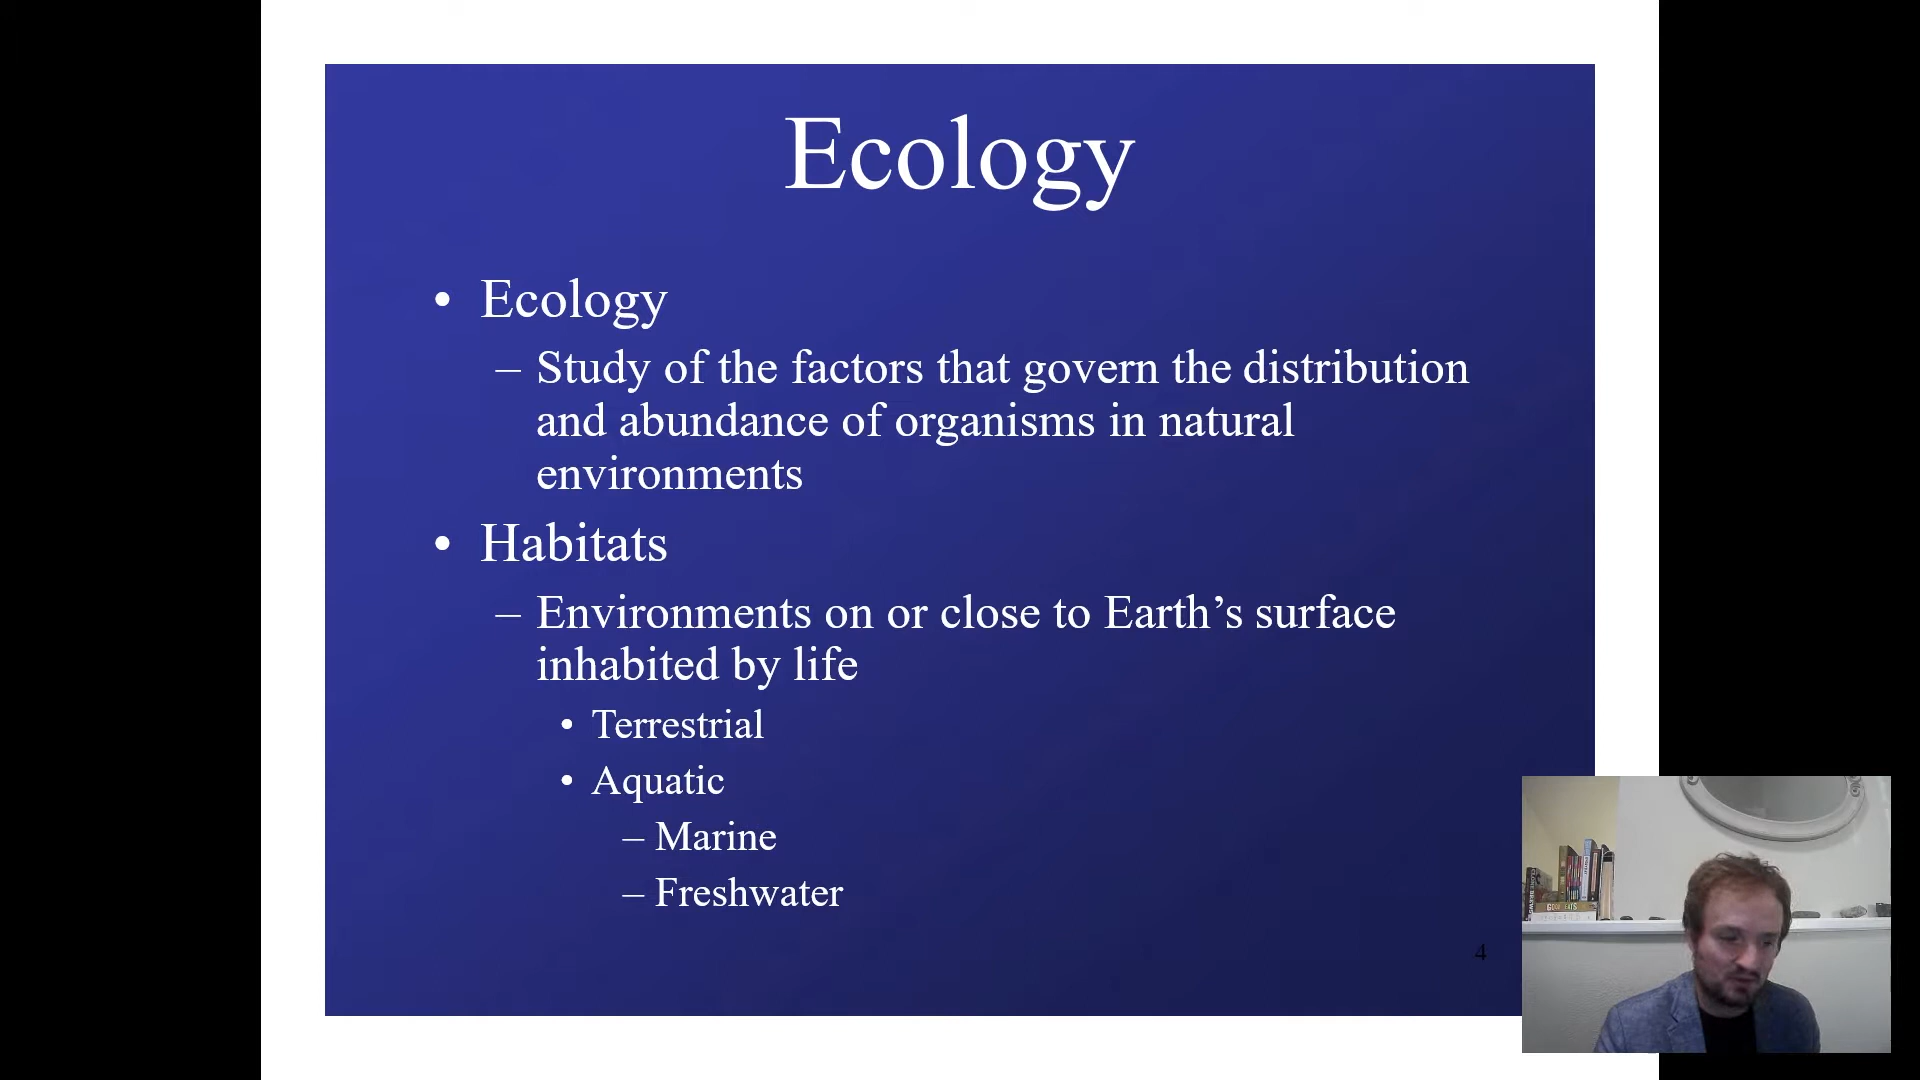 Ecology
• Ecology
– Study of the factors that govern the distribution
and abundance of organisms in natural
environments
• Habitats
– Environments on or close to Earth’s surface
inhabited by life
• Terrestrial
• Aquatic
– Marine
– Freshwater
4